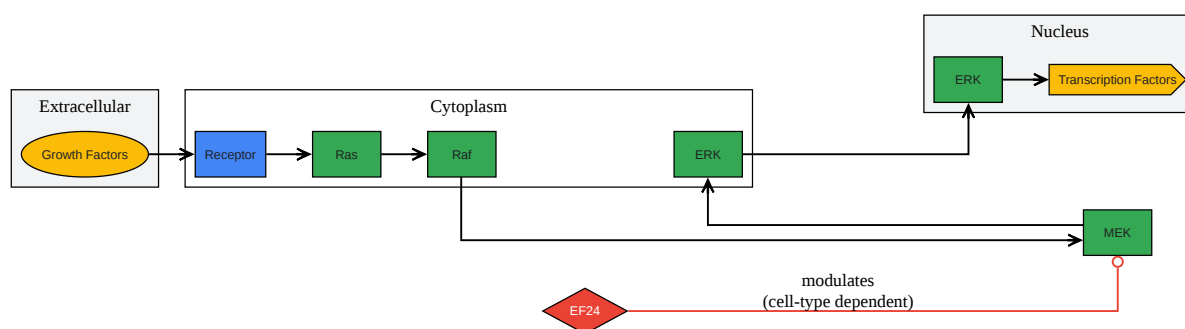 Nucleus
ERK
Transcription Factors
Extracellular
Cytoplasm
Growth Factors
Receptor
Ras
Raf
ERK
MEK
modulates
(cell-type dependent)
EF24